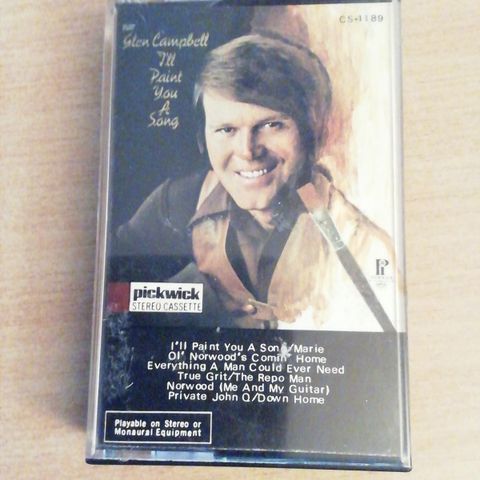 CS-4189
Glen Campbell
I'll
Paint
You
A
Song
pickwick
STEREO CASSETTE
I'll Paint You A Song/Marie
Ol' Norwood's Comin' Home
Everything A Man Could Ever Need
True Grit/The Repo Man
Norwood (Me And My Guitar)
Private John Q/Down Home
Playable on Stereo or
Monaural Equipment